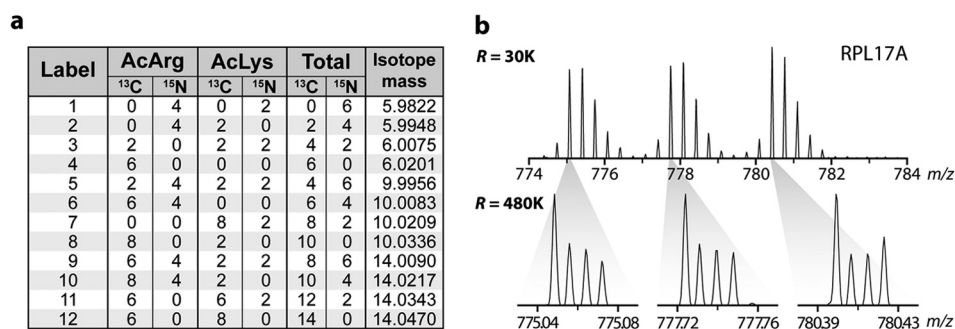 a
Label AcArg AcLys Total Isotope mass
13C 15N 13C 15N 13C 15N
1 0 4 0 2 0 6 5.9822
2 0 4 2 0 2 4 5.9948
3 2 0 2 2 4 2 6.0075
4 6 0 0 0 6 0 6.0201
5 2 4 2 2 4 6 9.9956
6 6 4 0 0 6 4 10.0083
7 0 0 8 2 8 2 10.0209
8 8 0 2 0 10 0 10.0336
9 6 4 2 2 8 6 14.0090
10 8 4 2 0 10 4 14.0217
11 6 0 6 2 12 2 14.0343
12 6 0 8 0 14 0 14.0470
b
R = 30K
RPL17A
774 776 778 780 782 784 m/z
R = 480K
775.04 775.08 777.72 777.76 780.39 780.43 m/z